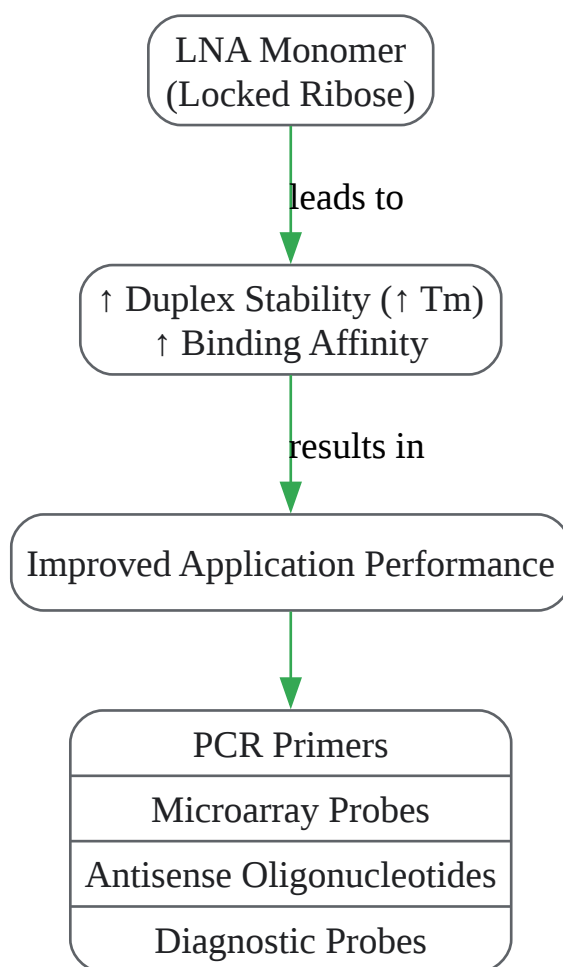 LNA Monomer
(Locked Ribose)
leads to
↑ Duplex Stability (↑ Tm)
↑ Binding Affinity
results in
Improved Application Performance
PCR Primers
Microarray Probes
Antisense Oligonucleotides
Diagnostic Probes